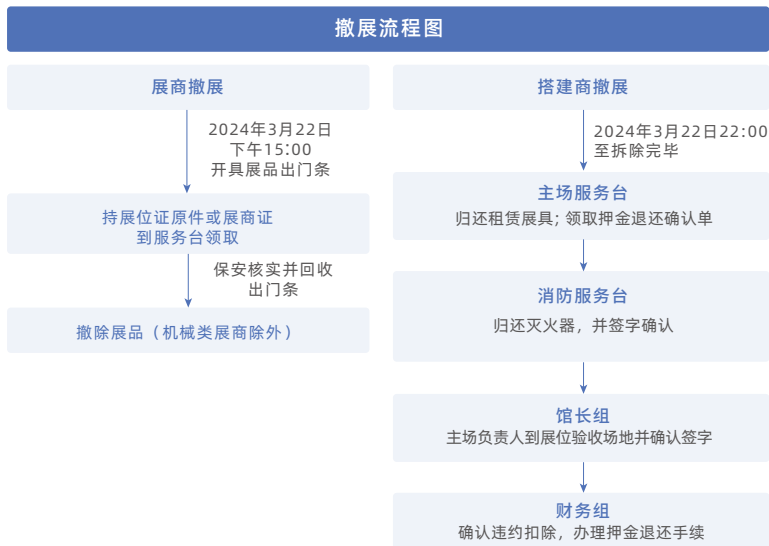 撤展流程图
展商撤展
2024年3月22日
下午15:00
开具展品出门条
持展位证原件或展商证
到服务台领取
保安核实并回收
出门条
撤除展品（机械类展商除外）
搭建商撤展
2024年3月22日22:00
至拆除完毕
主场服务台
归还租赁展具；领取押金退还确认单
消防服务台
归还灭火器，并签字确认
馆长组
主场负责人到展位验收场地并确认签字
财务组
确认违约扣除，办理押金退还手续